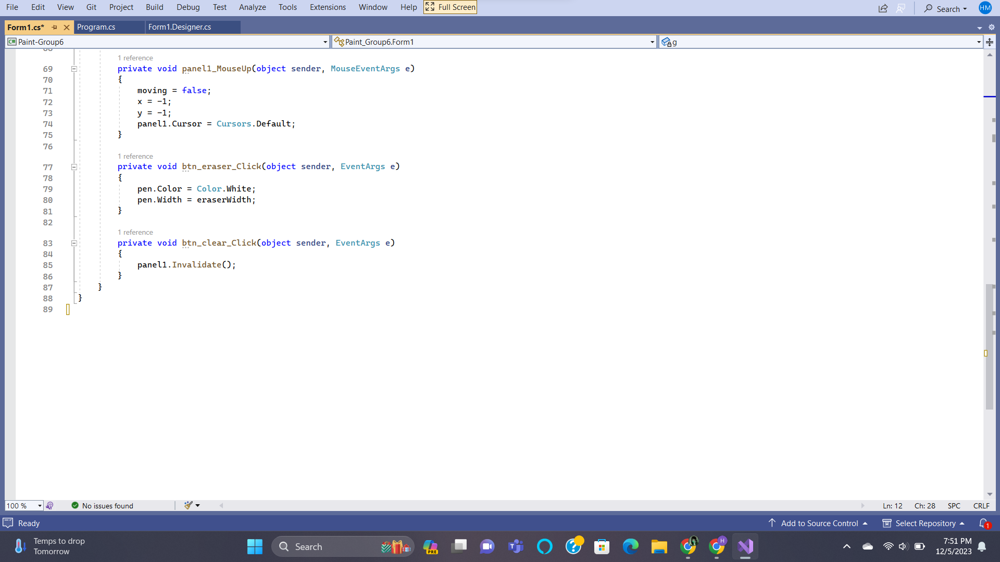 File Edit View Git Project Build Debug Test Analyze Tools Extensions Window Help Full Screen Search HM
Form1.cs* Program.cs Form1.Designer.cs
Paint-Group6 Paint_Group6.Form1 g
1 reference
69 private void panel1_MouseUp(object sender, MouseEventArgs e)
70 {
71 moving = false;
72 x = -1;
73 y = -1;
74 panel1.Cursor = Cursors.Default;
75 }
76
1 reference
77 private void btn_eraser_Click(object sender, EventArgs e)
78 {
79 pen.Color = Color.White;
80 pen.Width = eraserWidth;
81 }
82
1 reference
83 private void btn_clear_Click(object sender, EventArgs e)
84 {
85 panel1.Invalidate();
86 }
87 }
88 }
89
100 % No issues found Ln: 12 Ch: 28 SPC CRLF
Ready Add to Source Control Select Repository 1
Temps to drop
Tomorrow
Search
PRE
H
7:51 PM
12/5/2023